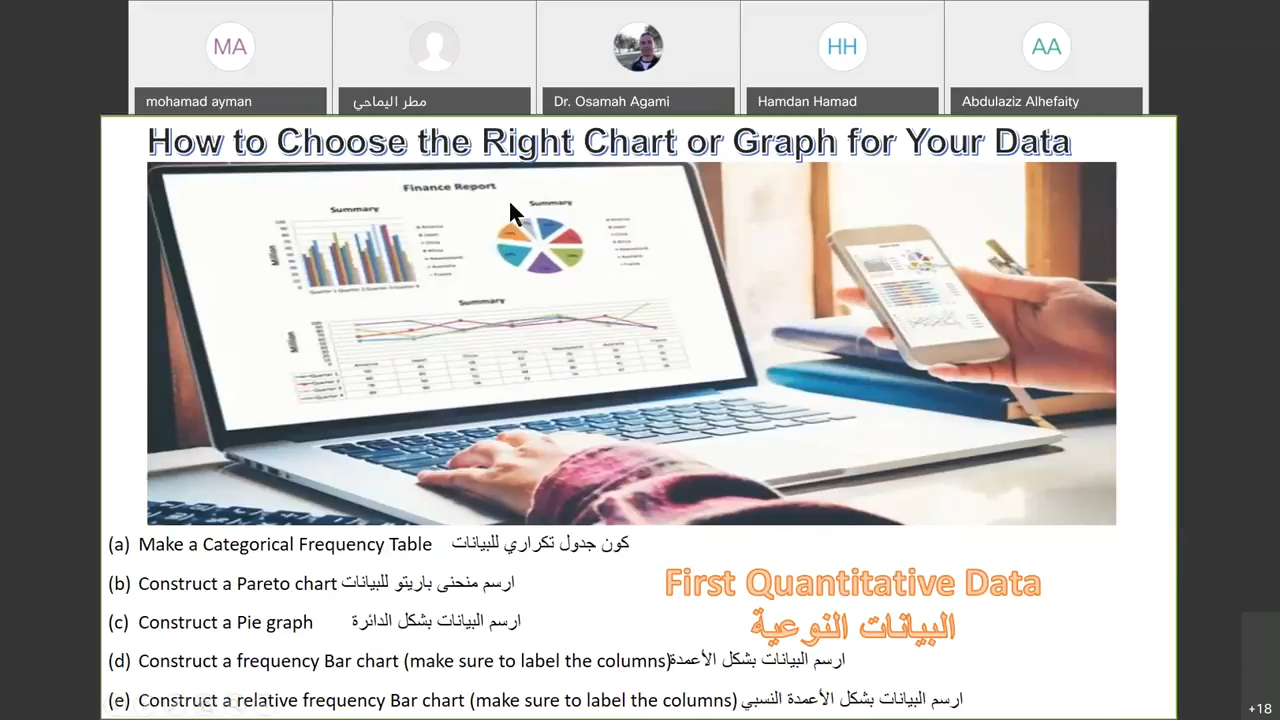 MA
HH
AA
mohamad ayman
مطر اليماحي
Dr. Osamah Agami
Hamdan Hamad
Abdulaziz Alhefaity
How to Choose the Right Chart or Graph for Your Data
Finance Report
Summary
Summary
Million
Summary
Million
(a) Make a Categorical Frequency Table كون جدول تكراري للبيانات
(b) Construct a Pareto chart ارسم منحنى باريتو للبيانات
(c) Construct a Pie graph ارسم البيانات بشكل الدائرة
First Quantitative Data
البيانات النوعية
(d) Construct a frequency Bar chart (make sure to label the columns) ارسم البيانات بشكل الأعمدة
(e) Construct a relative frequency Bar chart (make sure to label the columns) ارسم البيانات بشكل الأعمدة النسبي
+18